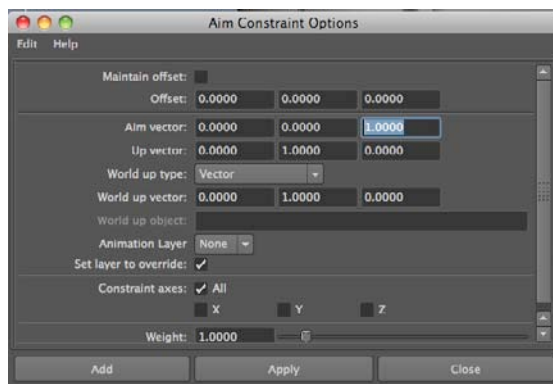 Aim Constraint Options
Edit Help
Maintain offset:
Offset: 0.0000 0.0000 0.0000
Aim vector: 0.0000 0.0000 1.0000
Up vector: 0.0000 1.0000 0.0000
World up type: Vector
World up vector: 0.0000 1.0000 0.0000
World up object:
Animation Layer None
Set layer to override:
Constraint axes: All
X Y Z
Weight: 1.0000
Add Apply Close